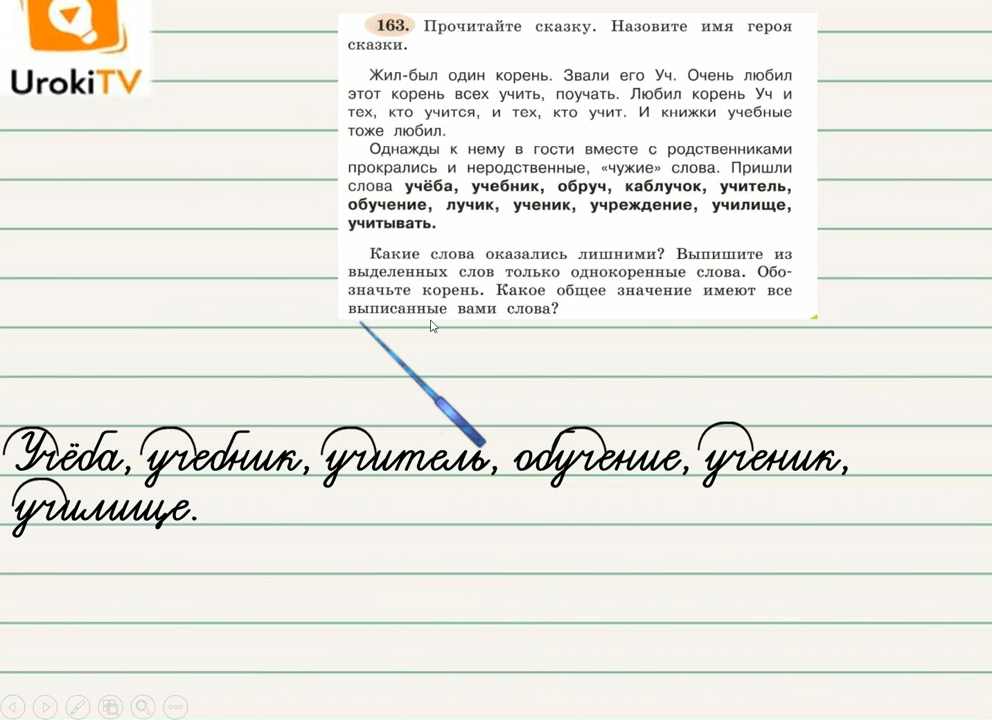 UrokiTV
163. Прочитайте сказку. Назовите имя героя
сказки.
Жил-был один корень. Звали его Уч. Очень любил
этот корень всех учить, поучать. Любил корень Уч и
тех, кто учится, и тех, кто учит. И книжки учебные
тоже любил.
Однажды к нему в гости вместе с родственниками
прокрались и неродственные, «чужие» слова. Пришли
слова учёба, учебник, обруч, каблучок, учитель,
обучение, лучик, ученик, учреждение, училище,
учитывать.
Какие слова оказались лишними? Выпишите из
выделенных слов только однокоренные слова. Обо-
значьте корень. Какое общее значение имеют все
выписанные вами слова?
Учёба, учебник, учитель, обучение, ученик,
училище.